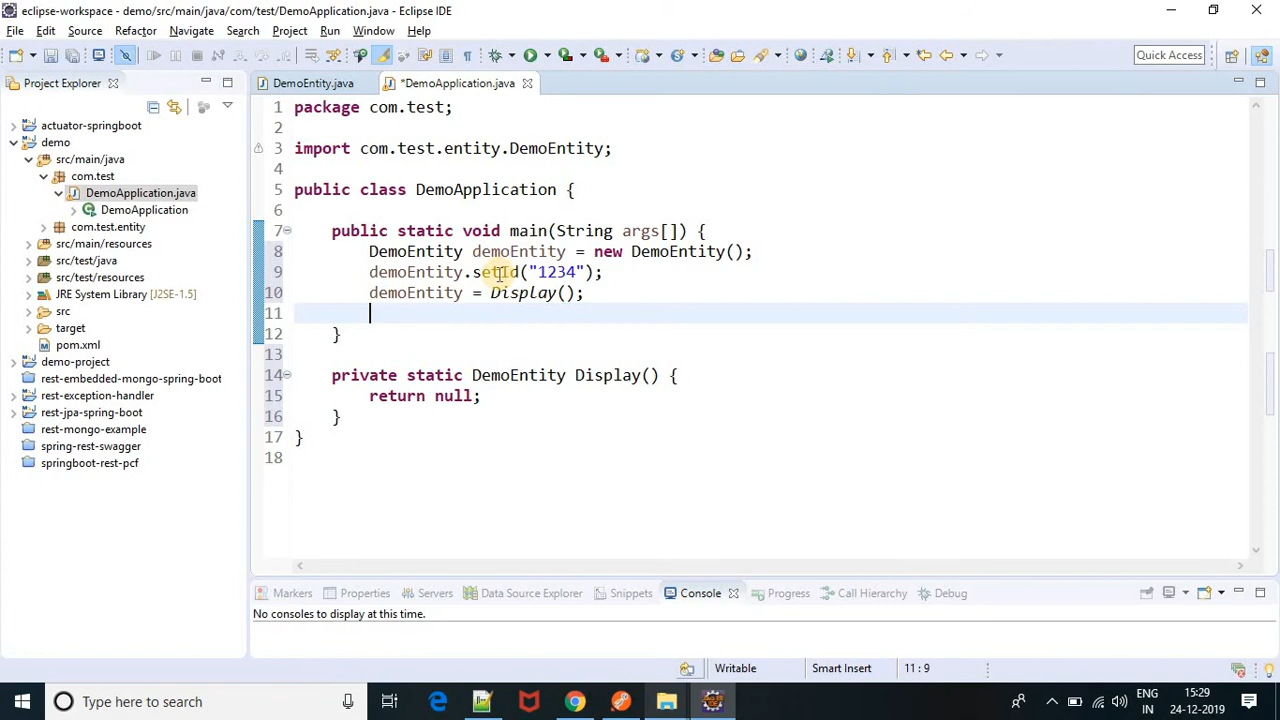 eclipse-workspace - demo/src/main/java/com/test/DemoApplication.java - Eclipse IDE
File Edit Source Refactor Navigate Search Project Run Window Help
Quick Access
Project Explorer
DemoEntity.java
*DemoApplication.java
actuator-springboot
demo
src/main/java
com.test
DemoApplication.java
DemoApplication
com.test.entity
src/main/resources
src/test/java
src/test/resources
JRE System Library [J2SE-1.5]
src
target
pom.xml
demo-project
rest-embedded-mongo-spring-boot
rest-exception-handler
rest-jpa-spring-boot
rest-mongo-example
spring-rest-swagger
springboot-rest-pcf
1 package com.test;
2
3 import com.test.entity.DemoEntity;
4
5 public class DemoApplication {
6
7 public static void main(String args[]) {
8 DemoEntity demoEntity = new DemoEntity();
9 demoEntity.setId("1234");
10 demoEntity = Display();
11
12 }
13
14 private static DemoEntity Display() {
15 return null;
16 }
17 }
18
Markers Properties Servers Data Source Explorer Snippets Console Progress Call Hierarchy Debug
No consoles to display at this time.
Writable Smart Insert 11 : 9
Type here to search
ENG 15:29
IN 24-12-2019